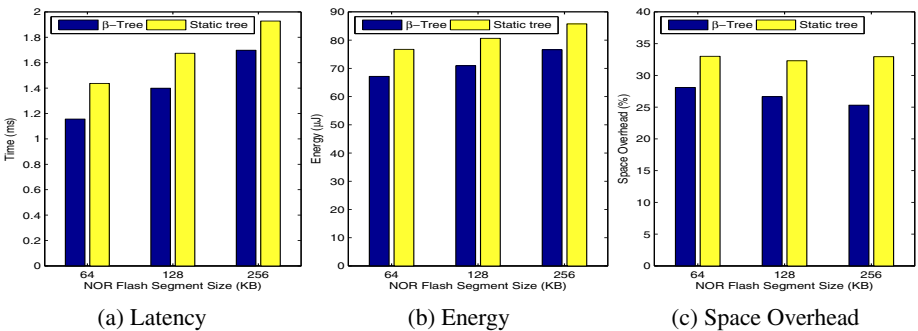 β−Tree Static tree
2
1.8
1.6
1.4
1.2
1
0.8
0.6
0.4
0.2
0
Time (ms)
64 128 256
NOR Flash Segment Size (KB)
(a) Latency
β−Tree Static tree
90
80
70
60
50
40
30
20
10
0
Energy (μJ)
64 128 256
NOR Flash Segment Size (KB)
(b) Energy
β−Tree Static tree
40
35
30
25
20
15
10
5
0
Space Overhead (%)
64 128 256
NOR Flash Segment Size (KB)
(c) Space Overhead